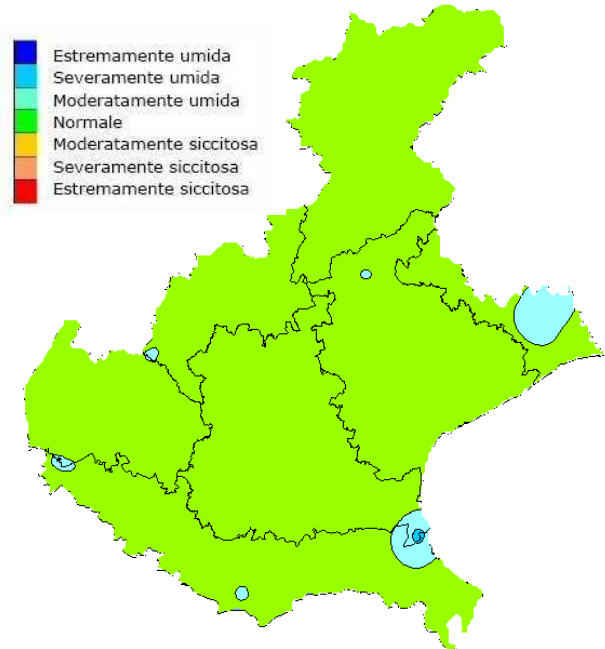 Estremamente umida
Severamente umida
Moderatamente umida
Normale
Moderatamente siccitosa
Severamente siccitosa
Estremamente siccitosa